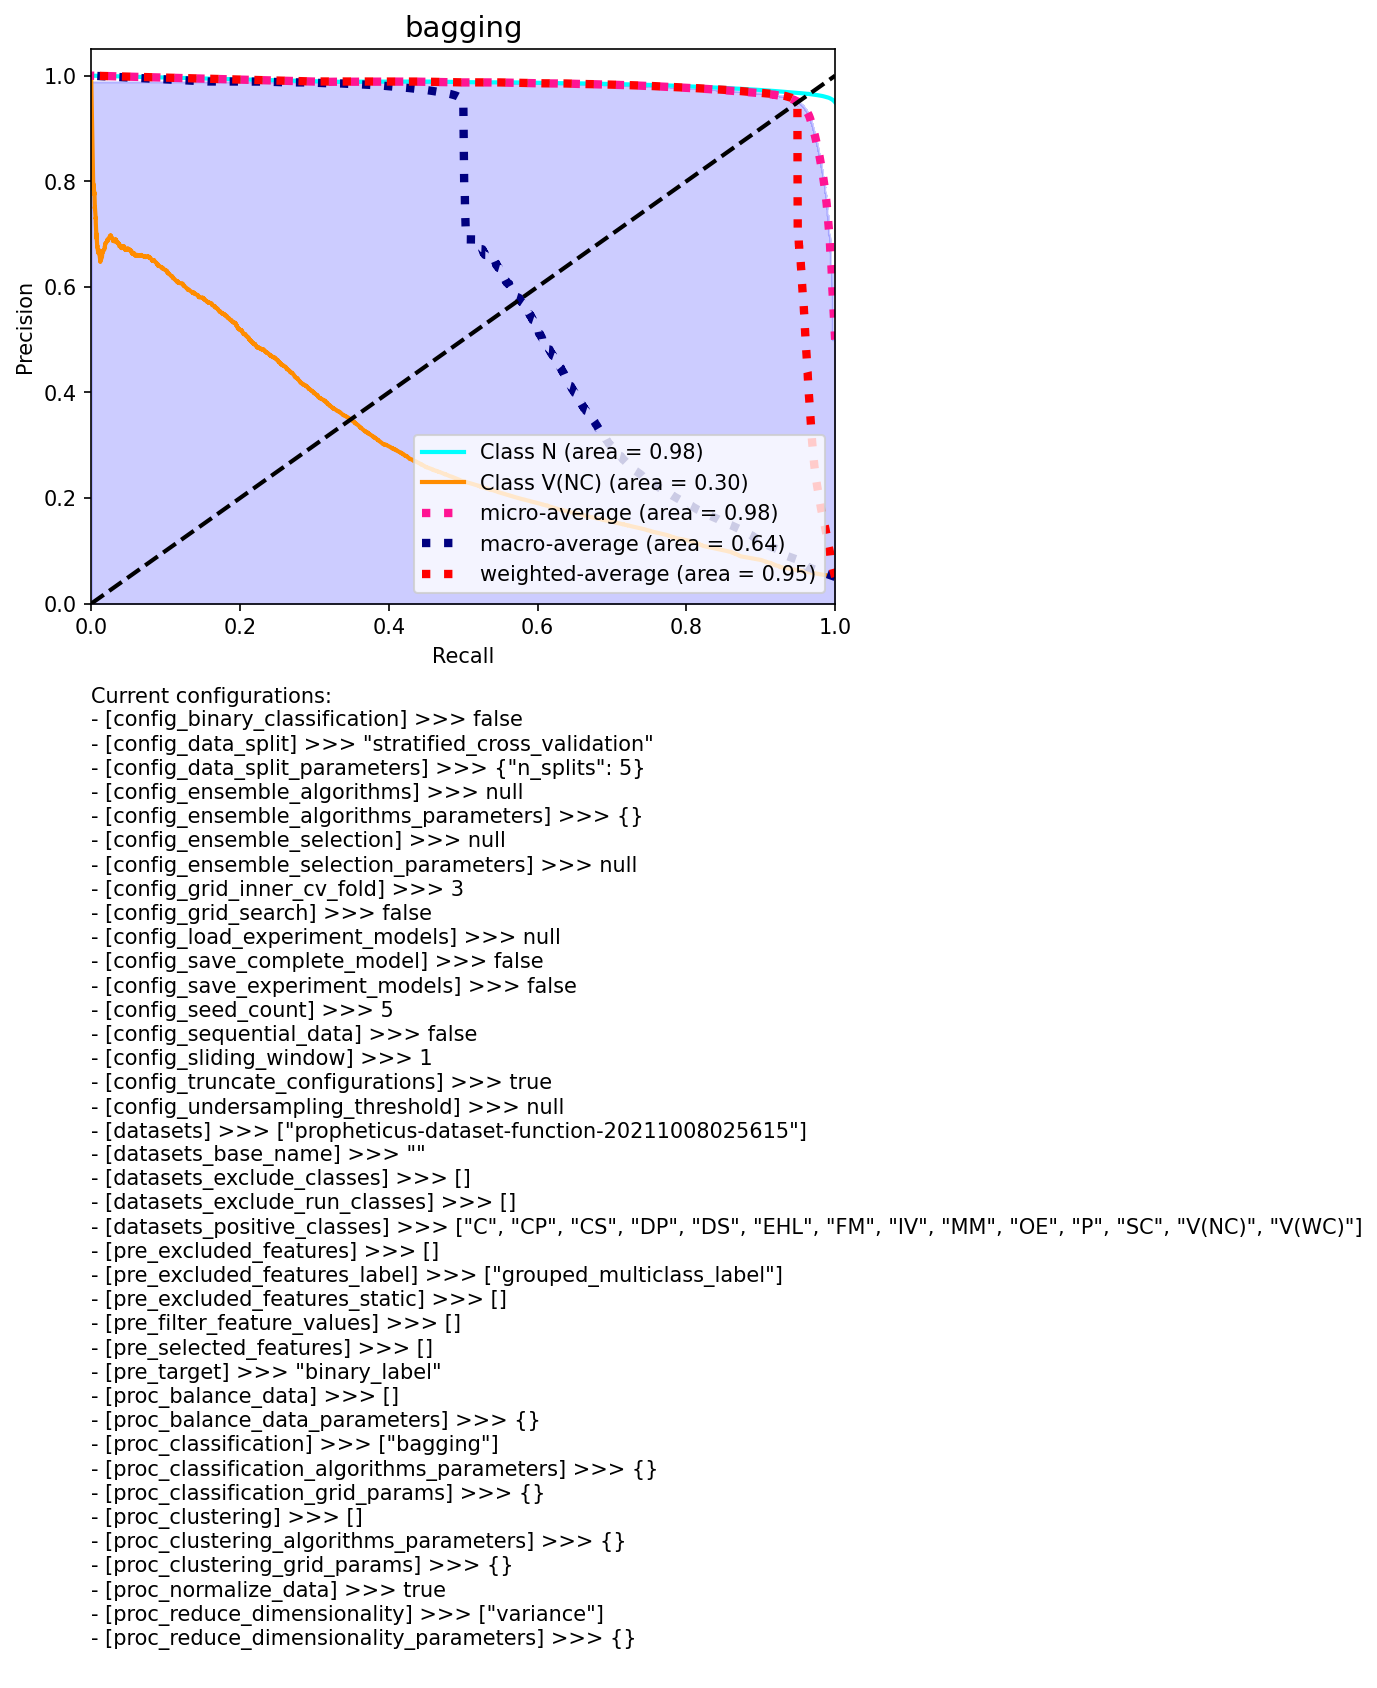 bagging
1.0
0.8
0.6
0.4
0.2
0.0
Precision
0.0 0.2 0.4 0.6 0.8 1.0
Recall
Class N (area = 0.98)
Class V(NC) (area = 0.30)
micro-average (area = 0.98)
macro-average (area = 0.64)
weighted-average (area = 0.95)
Current configurations:
- [config_binary_classification] >>> false
- [config_data_split] >>> "stratified_cross_validation"
- [config_data_split_parameters] >>> {"n_splits": 5}
- [config_ensemble_algorithms] >>> null
- [config_ensemble_algorithms_parameters] >>> {}
- [config_ensemble_selection] >>> null
- [config_ensemble_selection_parameters] >>> null
- [config_grid_inner_cv_fold] >>> 3
- [config_grid_search] >>> false
- [config_load_experiment_models] >>> null
- [config_save_complete_model] >>> false
- [config_save_experiment_models] >>> false
- [config_seed_count] >>> 5
- [config_sequential_data] >>> false
- [config_sliding_window] >>> 1
- [config_truncate_configurations] >>> true
- [config_undersampling_threshold] >>> null
- [datasets] >>> ["propheticus-dataset-function-20211008025615"]
- [datasets_base_name] >>> ""
- [datasets_exclude_classes] >>> []
- [datasets_exclude_run_classes] >>> []
- [datasets_positive_classes] >>> ["C", "CP", "CS", "DP", "DS", "EHL", "FM", "IV", "MM", "OE", "P", "SC", "V(NC)", "V(WC)"]
- [pre_excluded_features] >>> []
- [pre_excluded_features_label] >>> ["grouped_multiclass_label"]
- [pre_excluded_features_static] >>> []
- [pre_filter_feature_values] >>> []
- [pre_selected_features] >>> []
- [pre_target] >>> "binary_label"
- [proc_balance_data] >>> []
- [proc_balance_data_parameters] >>> {}
- [proc_classification] >>> ["bagging"]
- [proc_classification_algorithms_parameters] >>> {}
- [proc_classification_grid_params] >>> {}
- [proc_clustering] >>> []
- [proc_clustering_algorithms_parameters] >>> {}
- [proc_clustering_grid_params] >>> {}
- [proc_normalize_data] >>> true
- [proc_reduce_dimensionality] >>> ["variance"]
- [proc_reduce_dimensionality_parameters] >>> {}